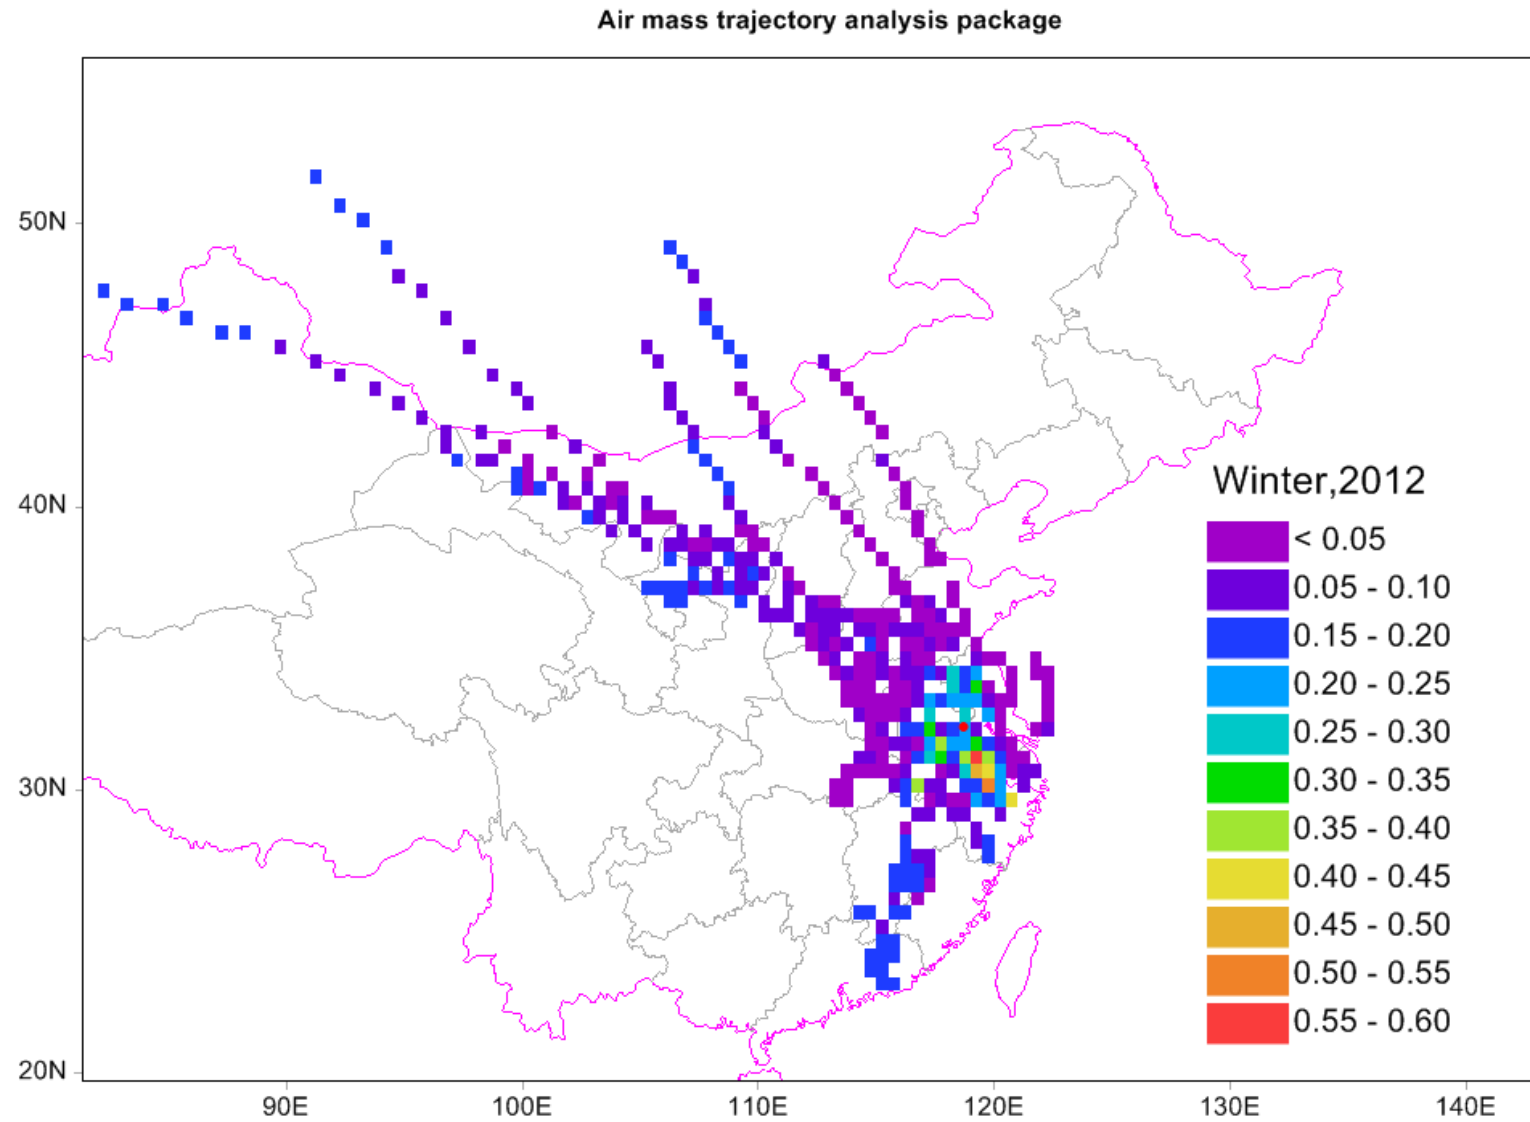 Air mass trajectory analysis package
50N
40N
30N
20N
90E
100E
110E
120E
130E
140E
Winter,2012
< 0.05
0.05 - 0.10
0.15 - 0.20
0.20 - 0.25
0.25 - 0.30
0.30 - 0.35
0.35 - 0.40
0.40 - 0.45
0.45 - 0.50
0.50 - 0.55
0.55 - 0.60